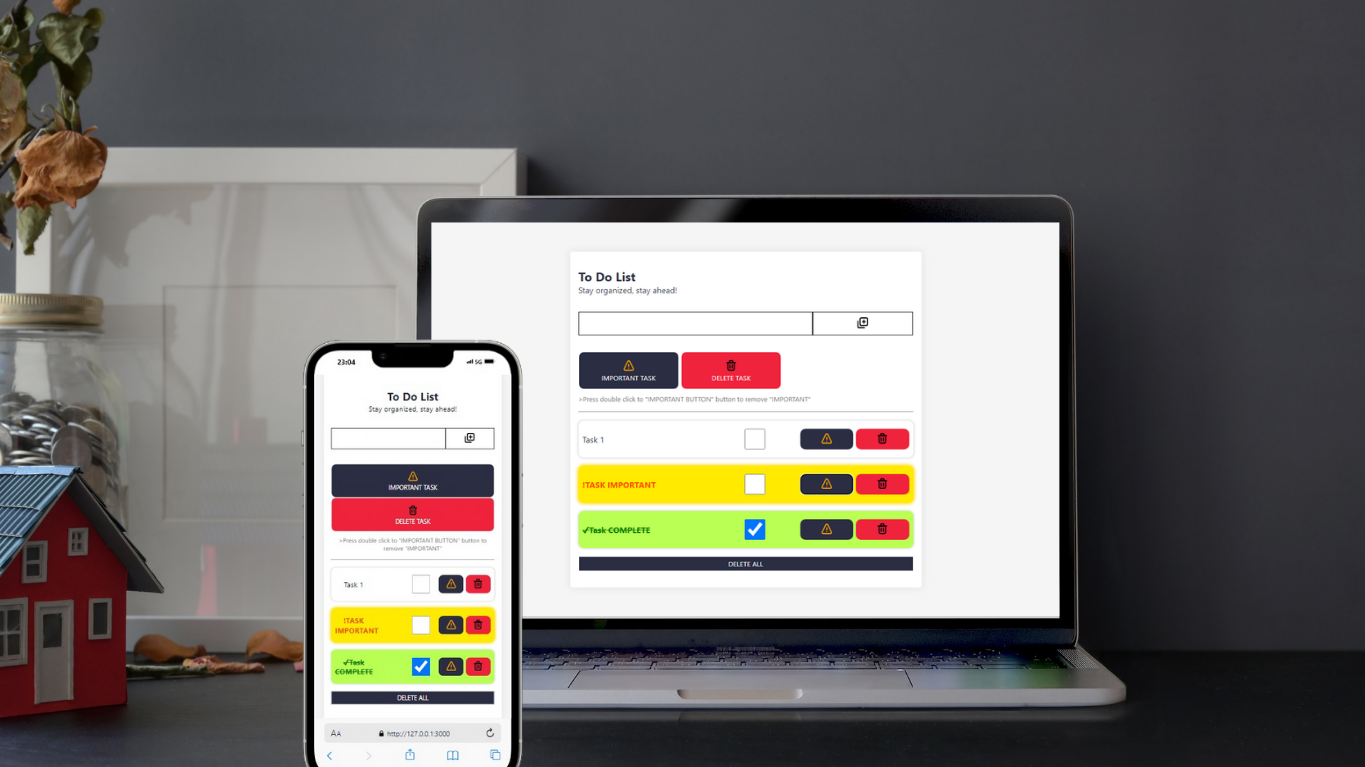 To Do List
Stay organized, stay ahead!
IMPORTANT TASK
DELETE TASK
>Press double click to "IMPORTANT BUTTON" button to remove "IMPORTANT"
Task 1
!TASK IMPORTANT
✓Task COMPLETE
DELETE ALL
23:04
5G
To Do List
Stay organized, stay ahead!
IMPORTANT TASK
DELETE TASK
>Press double click to "IMPORTANT BUTTON" button to
remove "IMPORTANT"
Task 1
!TASK
IMPORTANT
✓Task
COMPLETE
DELETE ALL
AA
http://127.0.0.1:3000